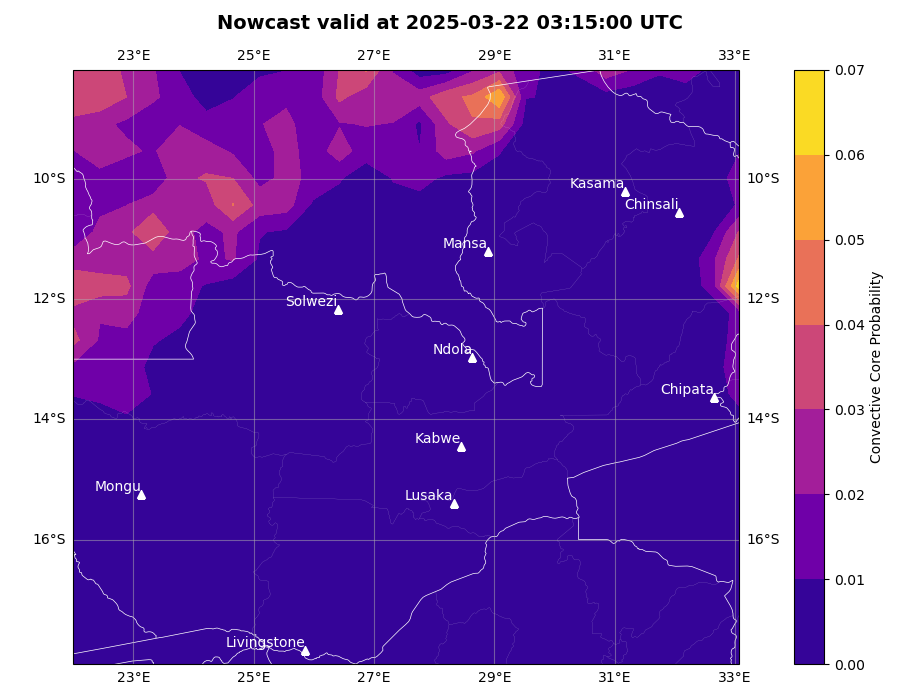 Nowcast valid at 2025-03-22 03:15:00 UTC
23°E 25°E 27°E 29°E 31°E 33°E
0.07
0.06
10°S Kasama 10°S
Chinsali
0.05
Mansa
12°S Solwezi 12°S
0.04
Ndola
Chipata
0.03
14°S 14°S
Kabwe
Mongu
Lusaka
0.02
16°S 16°S
0.01
Livingstone
0.00
23°E 25°E 27°E 29°E 31°E 33°E
Convective Core Probability